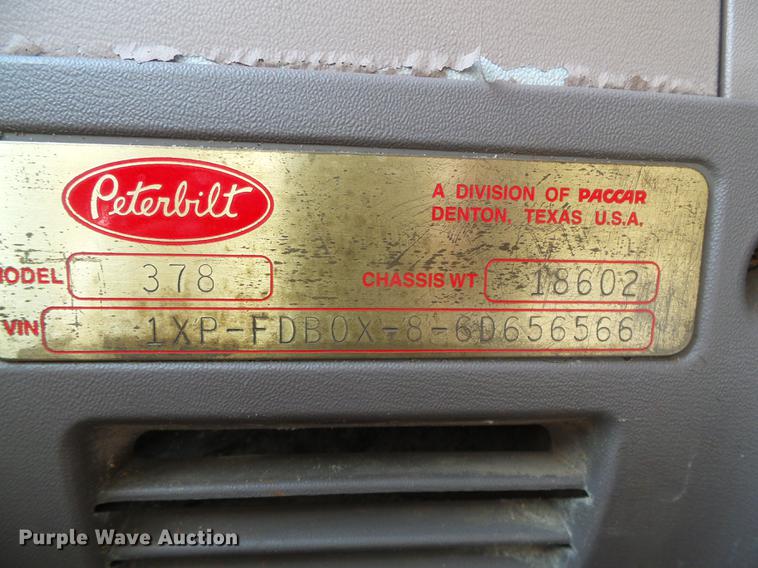 Peterbilt
A DIVISION OF PACCAR
DENTON, TEXAS U.S.A.
MODEL 378 CHASSIS WT 18602
VIN 1XP-FDB0X-8-6D656566
Purple Wave Auction